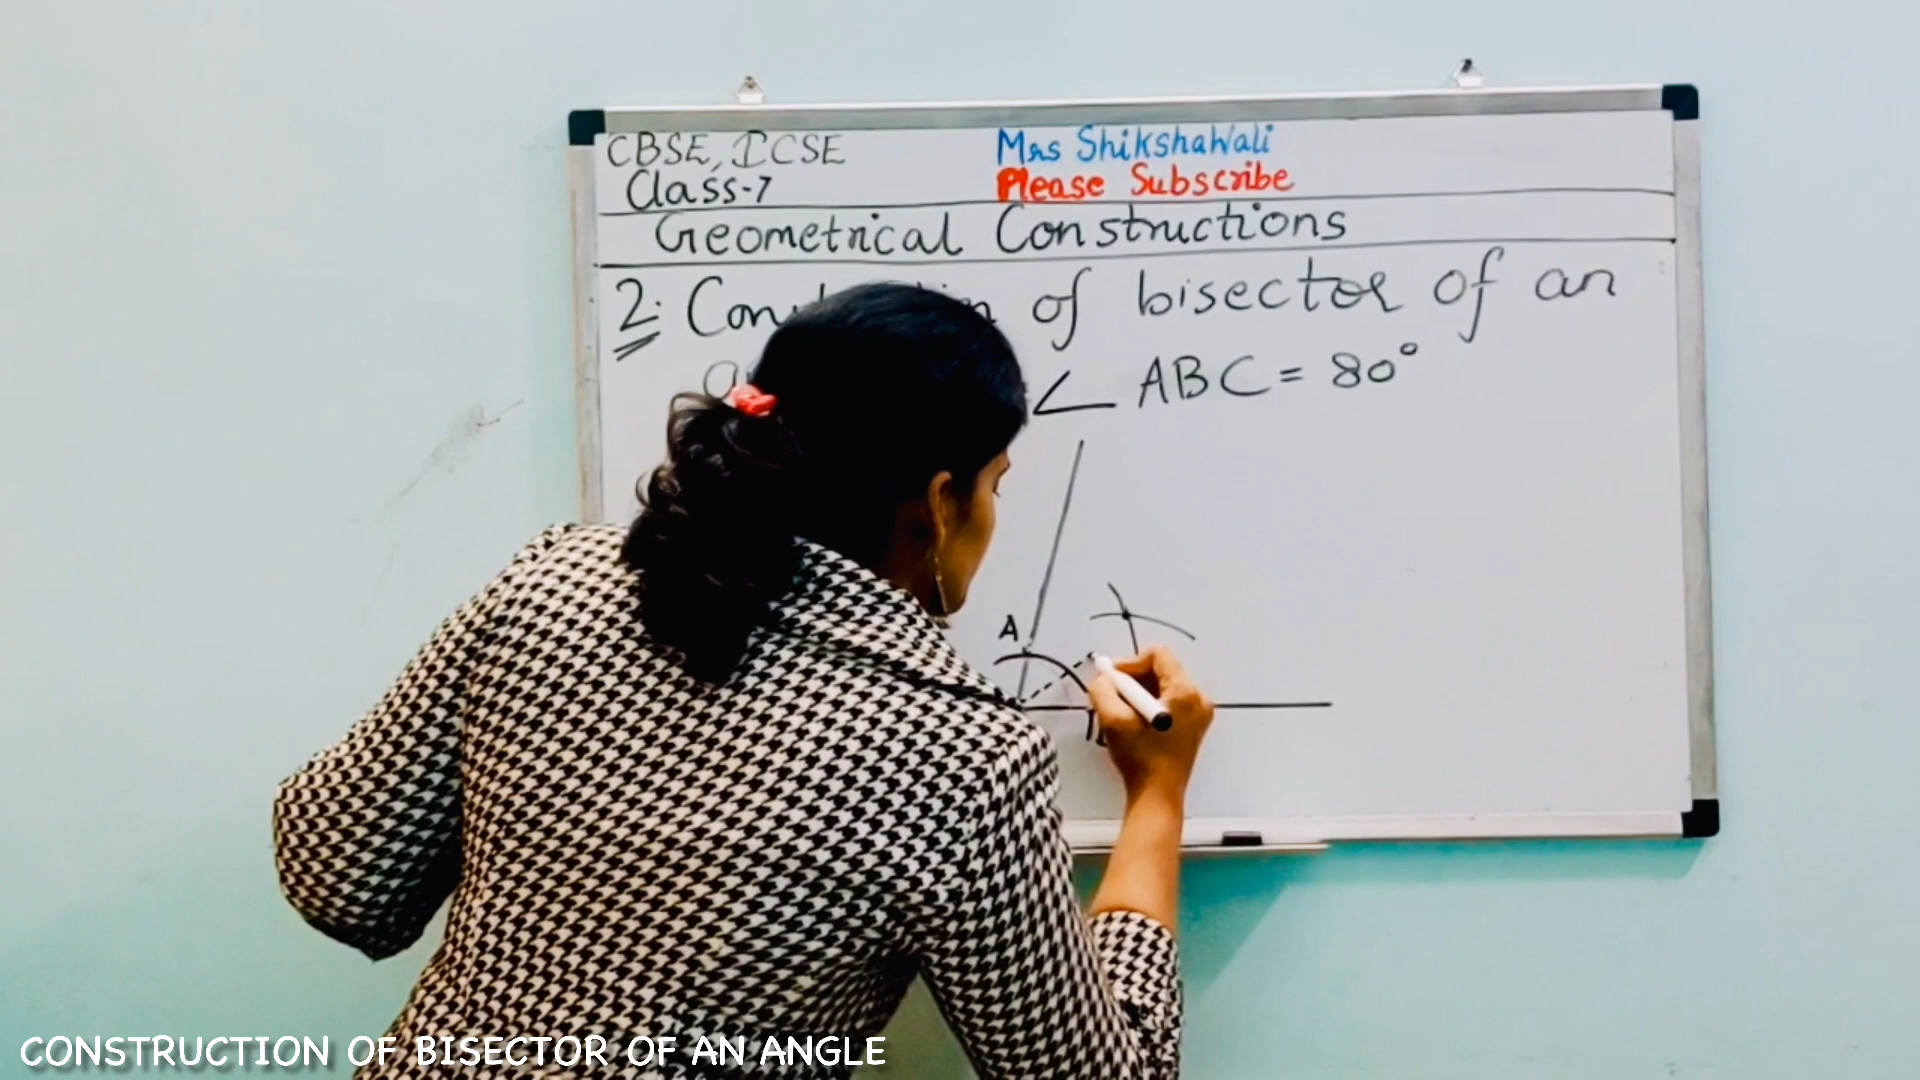 CBSE, ICSE
Class-7
Mrs ShikshaWali
Please Subscribe
Geometrical Constructions
2. of bisector of an
∠ ABC = 80°
A
CONSTRUCTION OF BISECTOR OF AN ANGLE